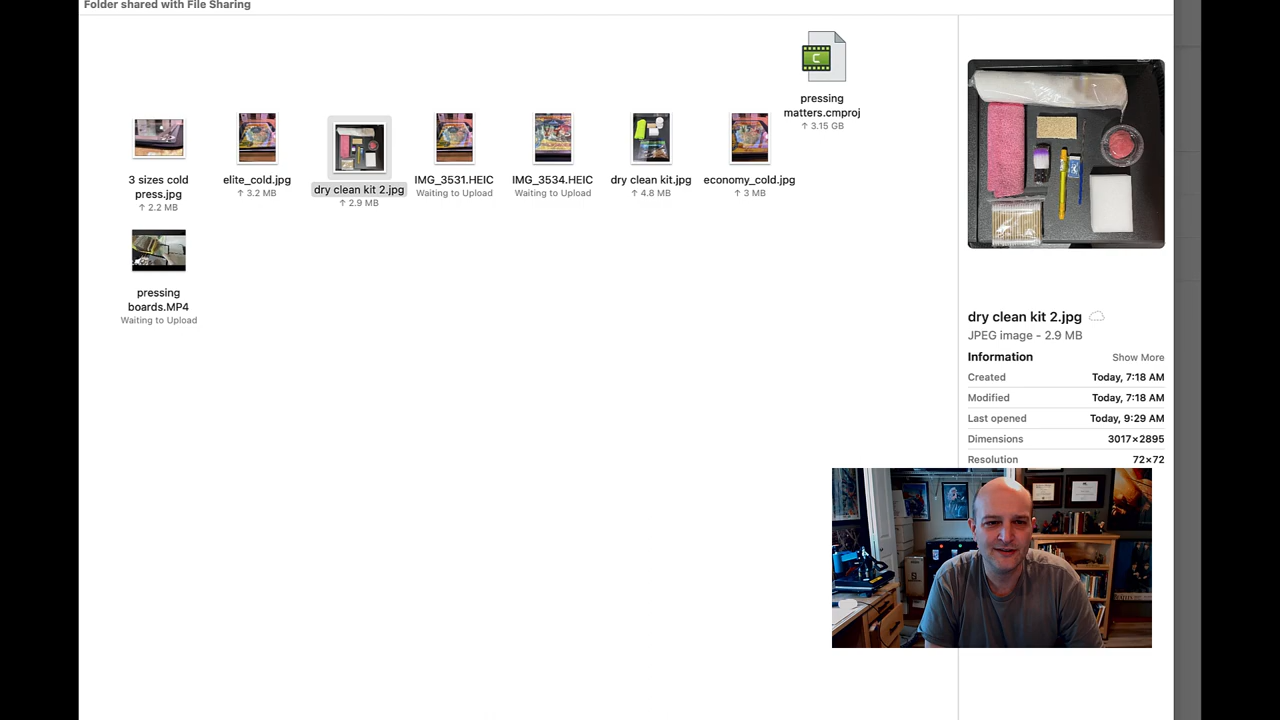 Folder shared with File Sharing
C
pressing
matters.cmproj
↑ 3.15 GB
3 sizes cold
press.jpg
↑ 2.2 MB
elite_cold.jpg
↑ 3.2 MB
dry clean kit 2.jpg
↑ 2.9 MB
IMG_3531.HEIC
Waiting to Upload
IMG_3534.HEIC
Waiting to Upload
dry clean kit.jpg
↑ 4.8 MB
economy_cold.jpg
↑ 3 MB
pressing
boards.MP4
Waiting to Upload
dry clean kit 2.jpg
JPEG image - 2.9 MB
Information Show More
Created Today, 7:18 AM
Modified Today, 7:18 AM
Last opened Today, 9:29 AM
Dimensions 3017×2895
Resolution 72×72